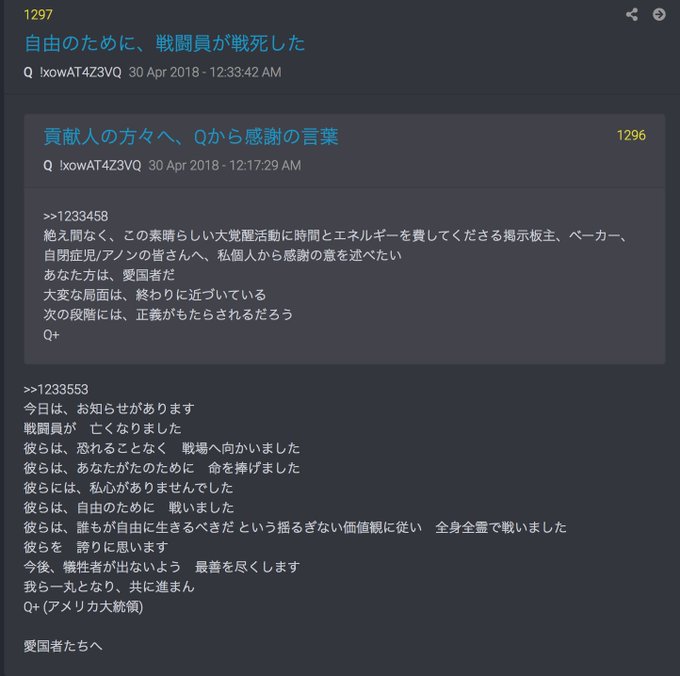 1297
自由のために、戦闘員が戦死した
Q !xowAT4Z3VQ 30 Apr 2018 - 12:33:42 AM
貢献人の方々へ、Qから感謝の言葉
1296
Q !xowAT4Z3VQ 30 Apr 2018 - 12:17:29 AM
>>1233458
絶え間なく、この素晴らしい大覚醒活動に時間とエネルギーを費してくださる掲示板主、ベーカー、
自閉症児/アノンの皆さんへ、私個人から感謝の意を述べたい
あなた方は、愛国者だ
大変な局面は、終わりに近づいている
次の段階には、正義がもたらされるだろう
Q+
>>1233553
今日は、お知らせがあります
戦闘員が　亡くなりました
彼らは、恐れることなく　戦場へ向かいました
彼らは、あなたがたのために　命を捧げました
彼らには、私心がありませんでした
彼らは、自由のために　戦いました
彼らは、誰もが自由に生きるべきだ という揺るぎない価値観に従い　全身全霊で戦いました
彼らを　誇りに思います
今後、犠牲者が出ないよう　最善を尽くします
我ら一丸となり、共に進まん
Q+ (アメリカ大統領)
愛国者たちへ